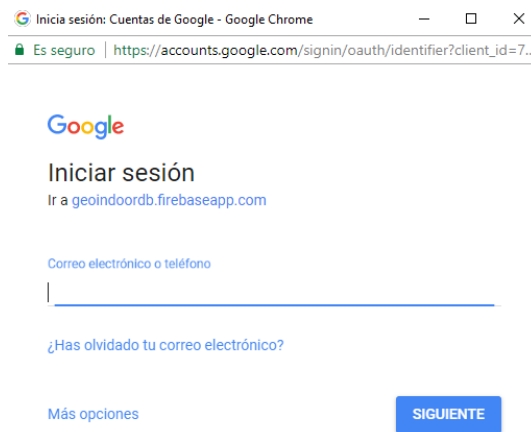 Inicia sesión: Cuentas de Google - Google Chrome
Es seguro | https://accounts.google.com/signin/oauth/identifier?client_id=7...
Google
Iniciar sesión
Ir a geoindoordb.firebaseapp.com
Correo electrónico o teléfono
¿Has olvidado tu correo electrónico?
Más opciones
SIGUIENTE